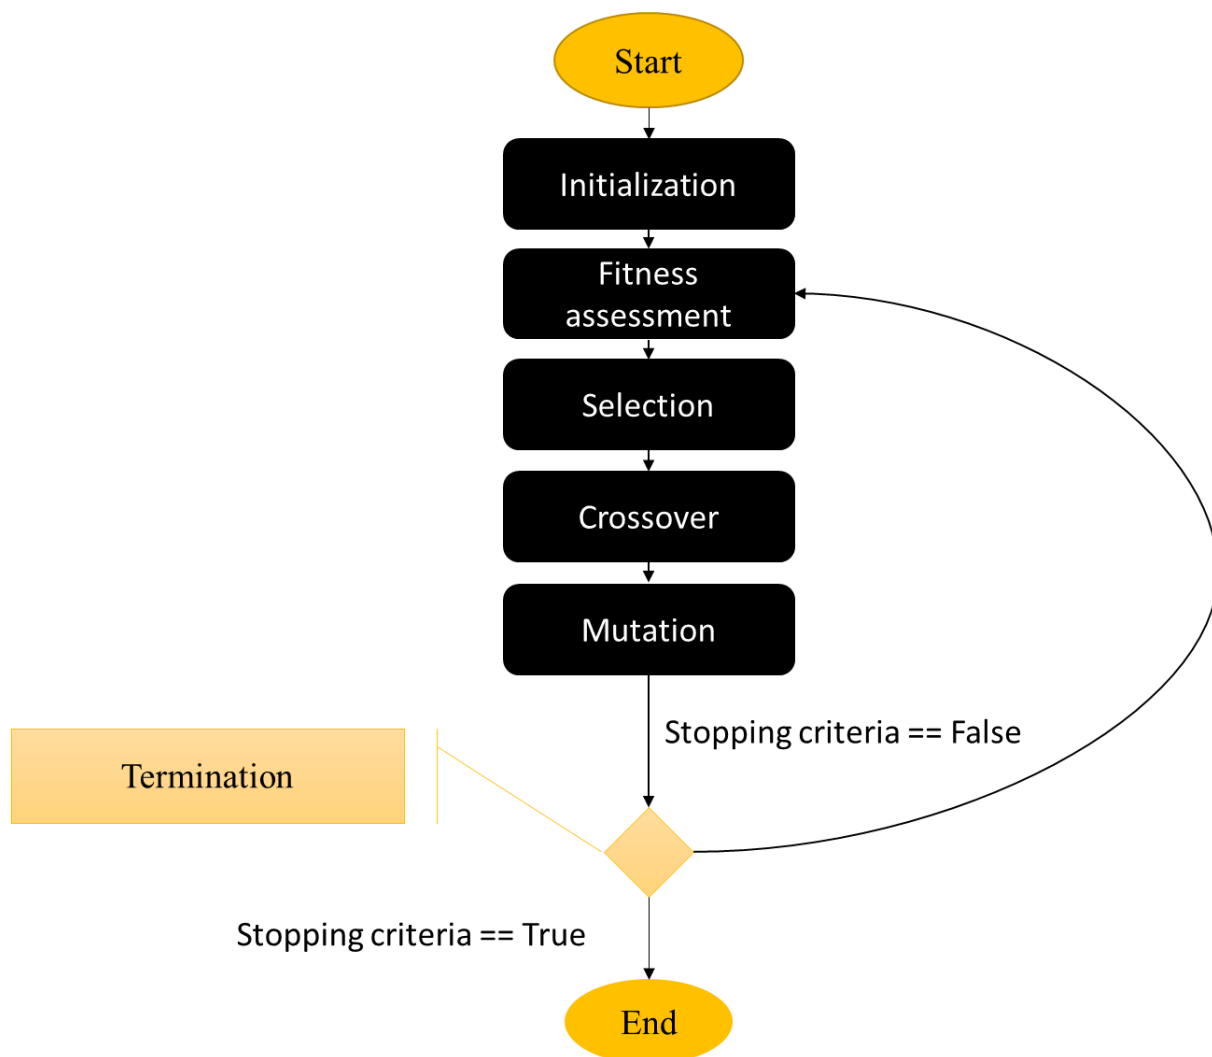 Start
Initialization
Fitness
assessment
Selection
Crossover
Mutation
Stopping criteria == False
Termination
Stopping criteria == True
End